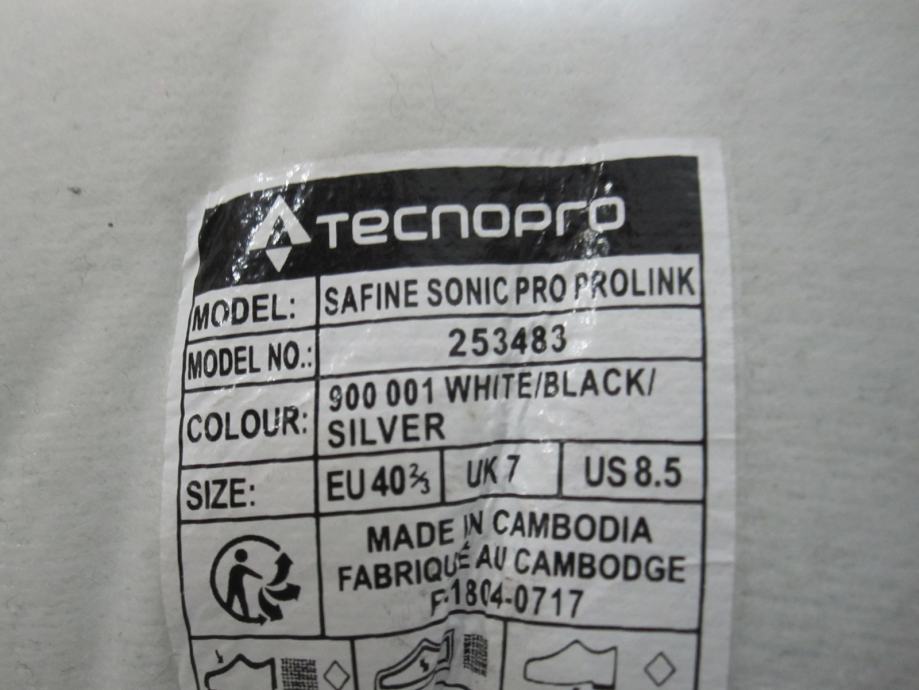 TECNOPRO
MODEL: SAFINE SONIC PRO PROLINK
MODEL NO.: 253483
COLOUR: 900 001 WHITE/BLACK/
SILVER
SIZE: EU 40⅔ UK 7 US 8.5
MADE IN CAMBODIA
FABRIQUÉ AU CAMBODGE
F-1804-0717